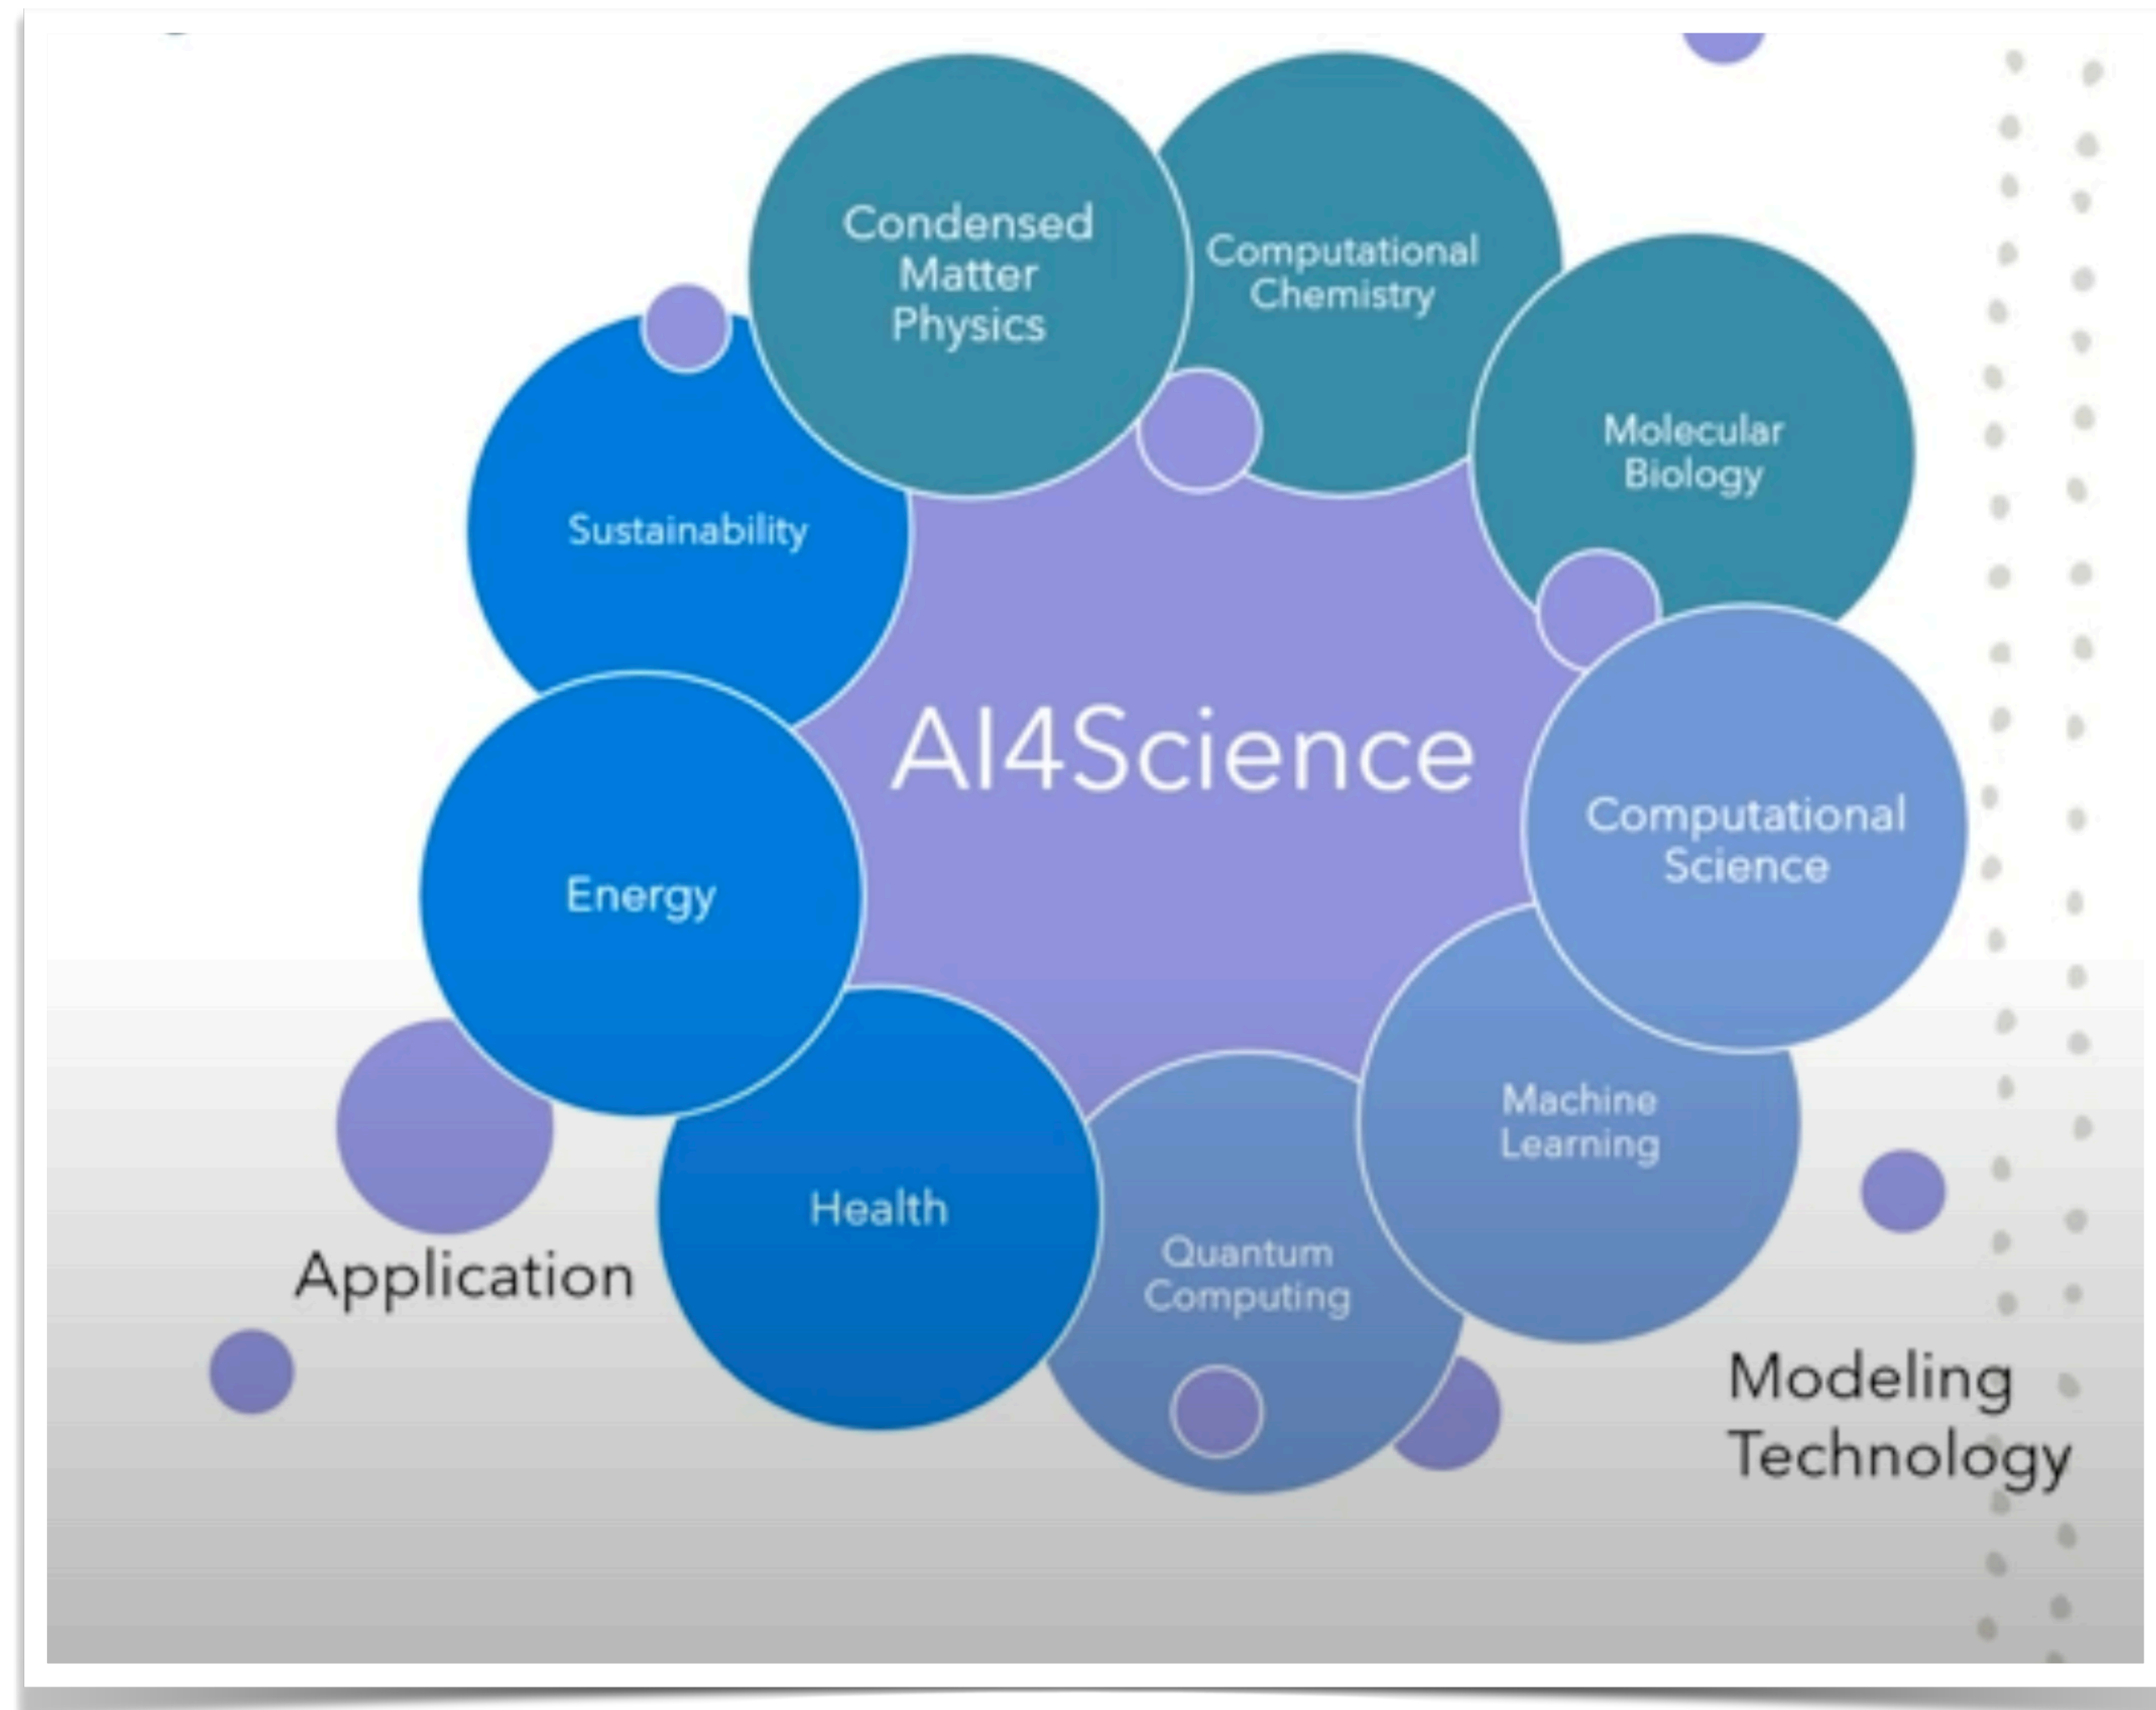 Condensed
Matter
Physics
Computational
Chemistry
Molecular
Biology
Sustainability
AI4Science
Computational
Science
Energy
Machine
Learning
Health
Quantum
Computing
Application
Modeling
Technology